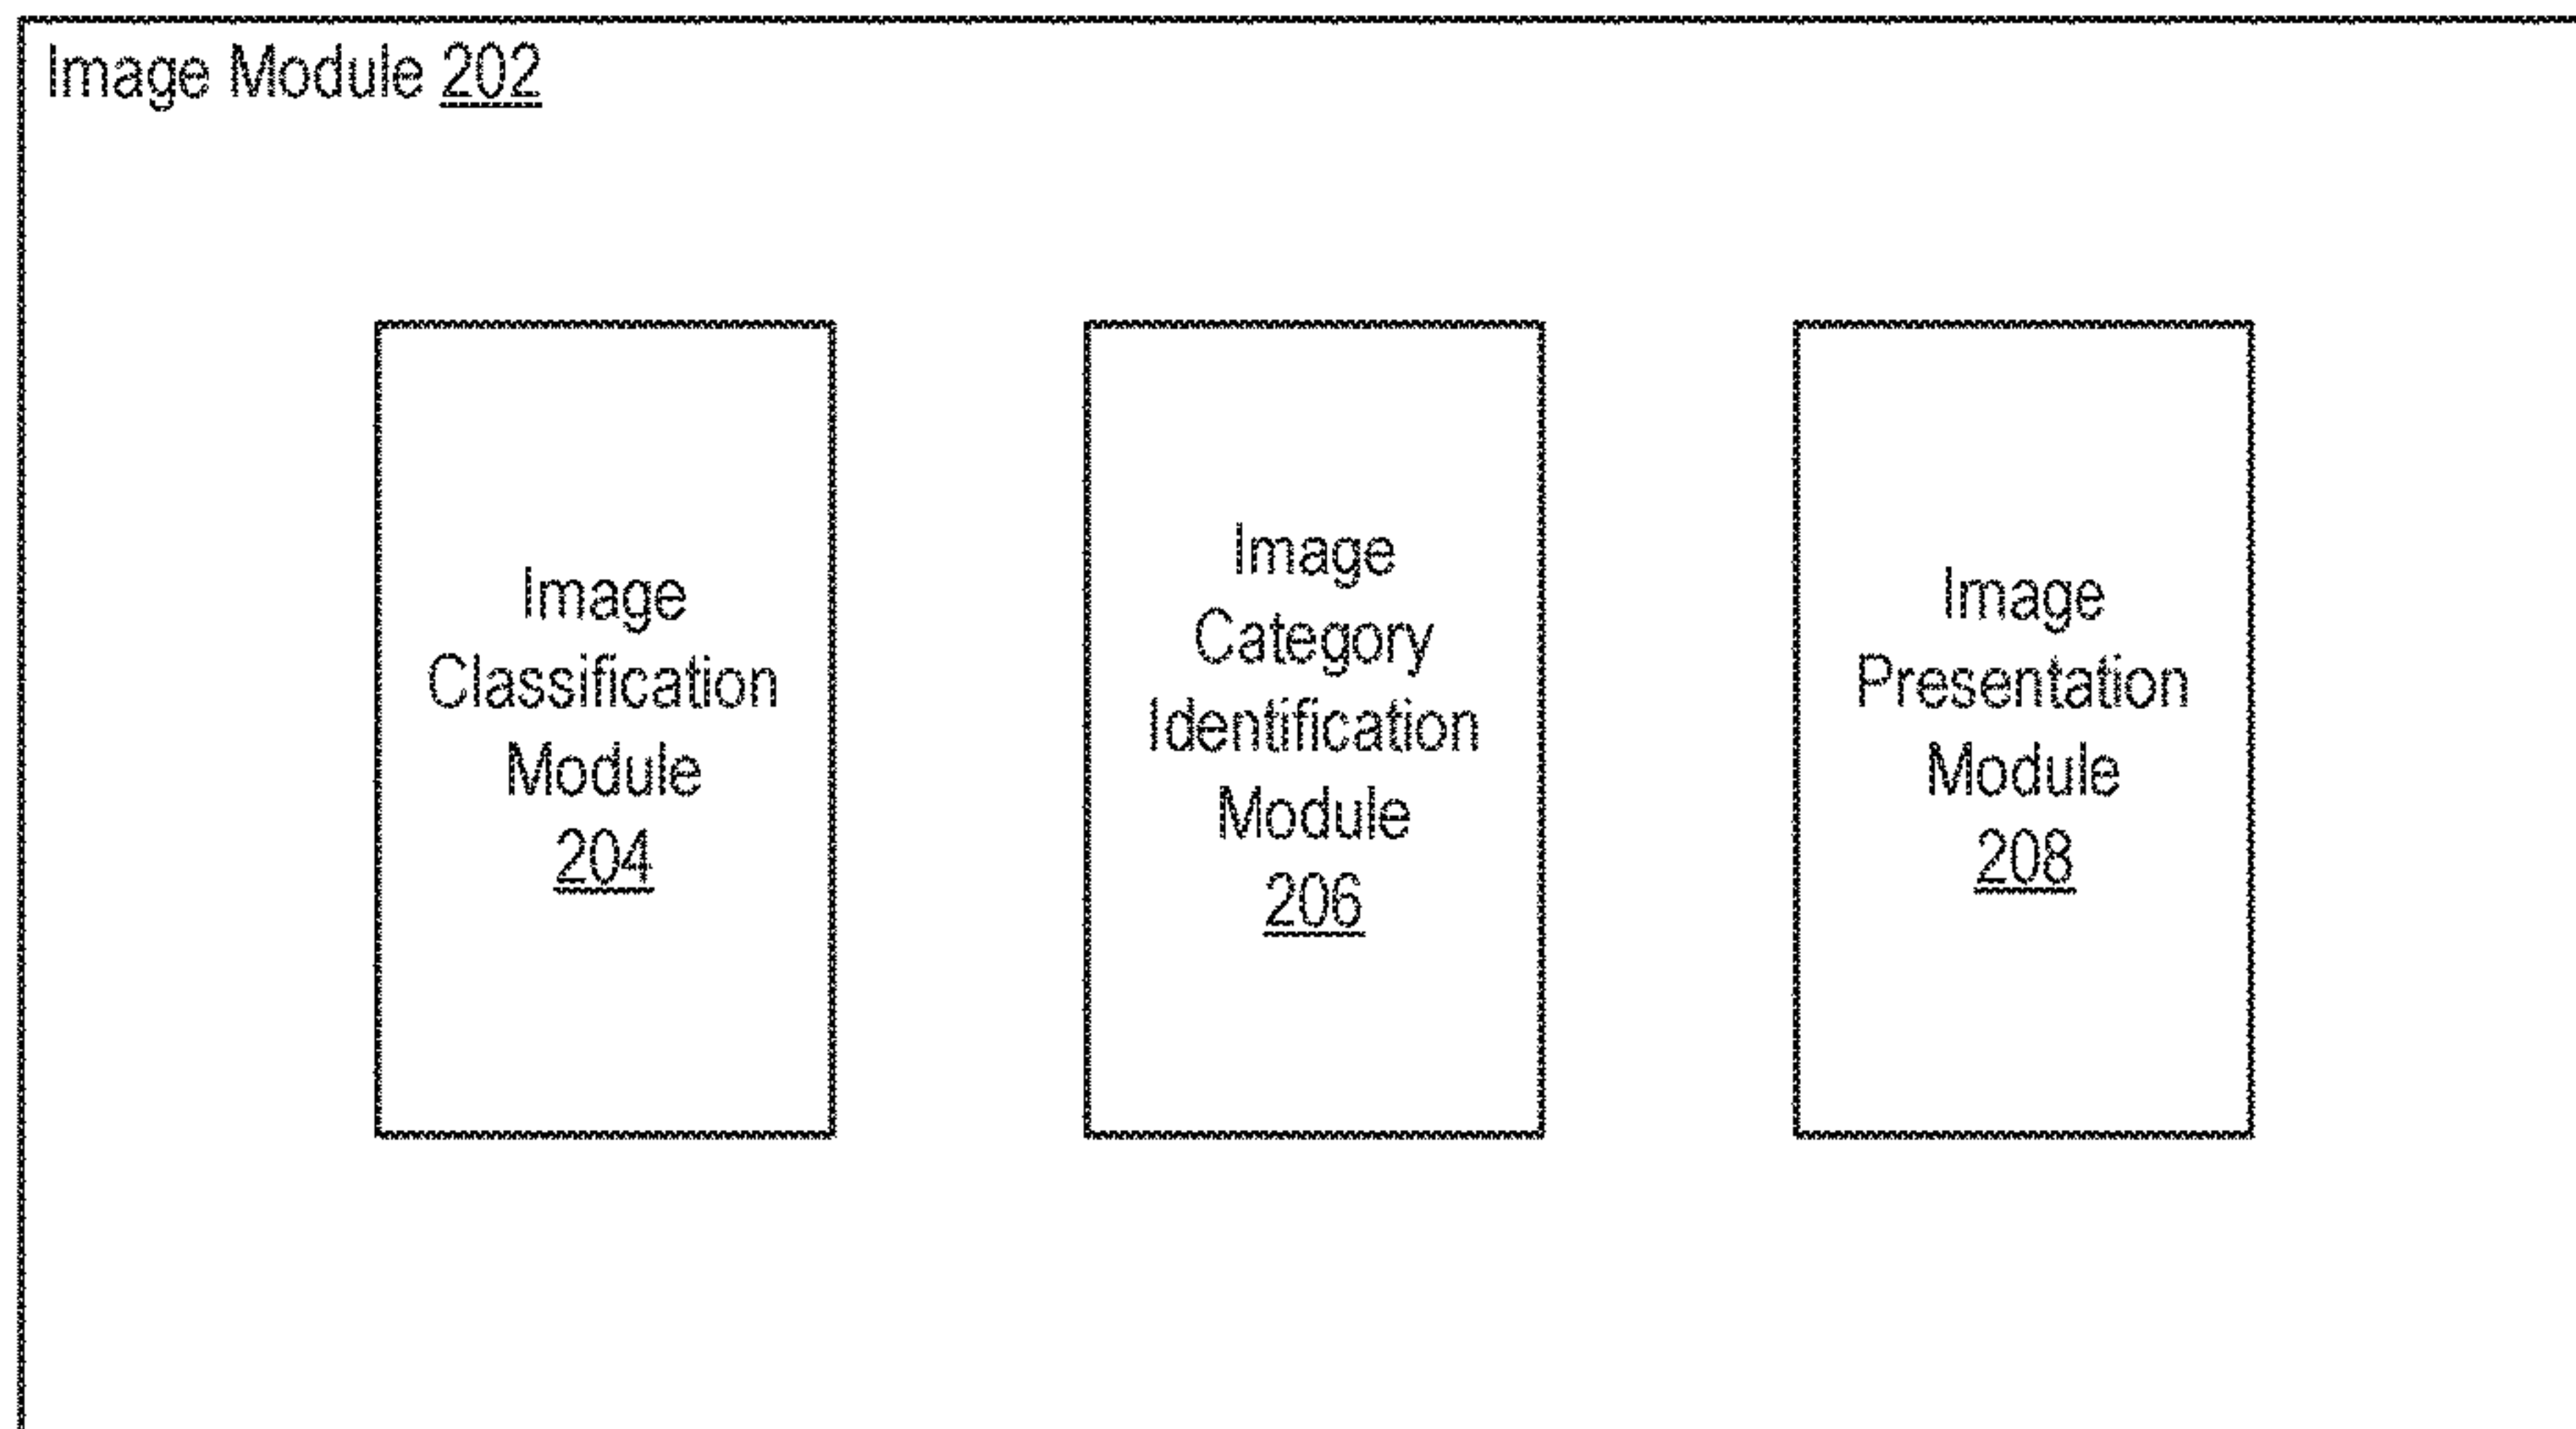 Image Module 202
Image
Classification
Module
204
Image
Category
Identification
Module
206
Image
Presentation
Module
208